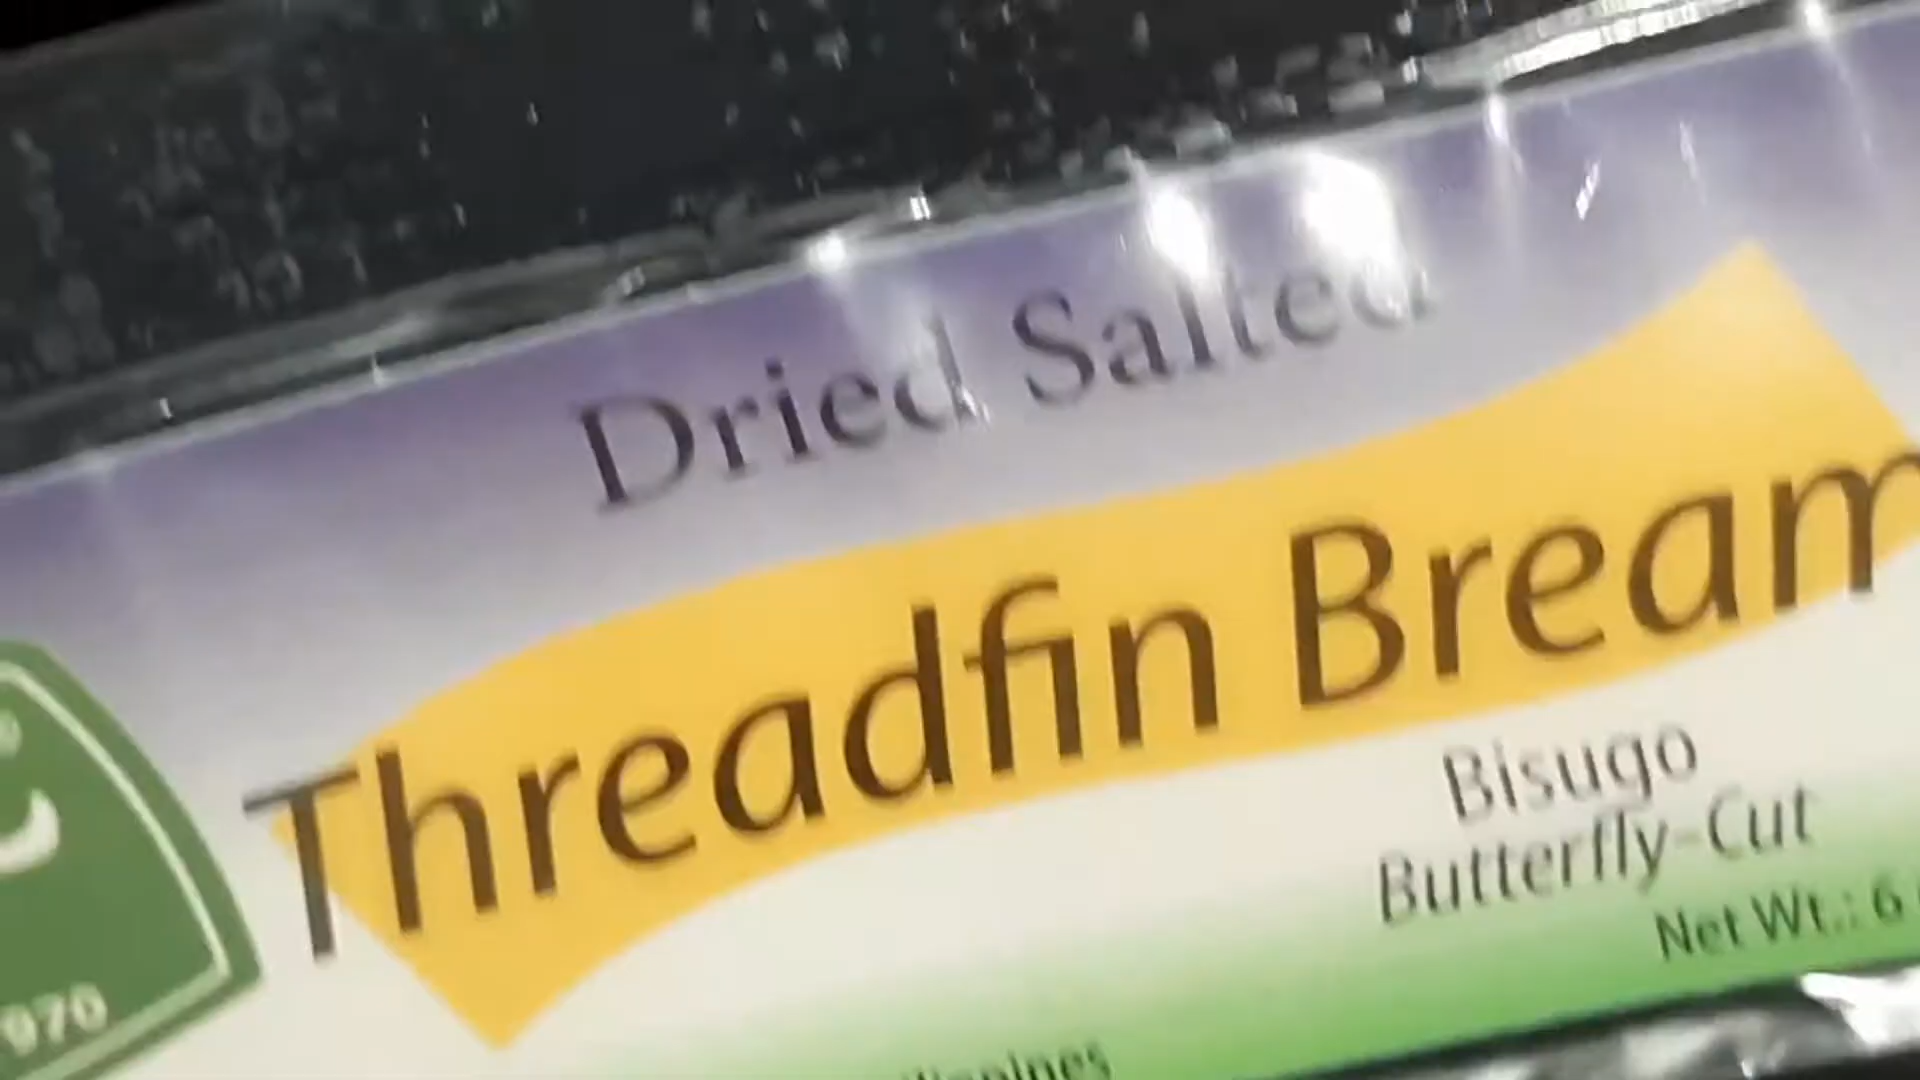 Dried Salted
Threadfin Bream
Bisugo
Butterfly-Cut
Net Wt.: 6
970